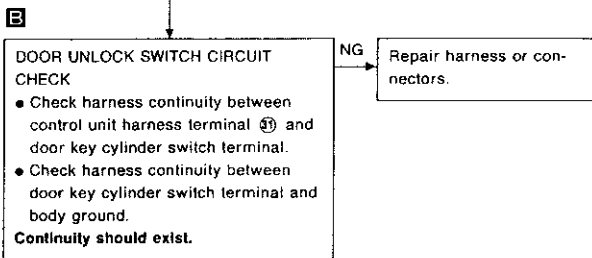 B
DOOR UNLOCK SWITCH CIRCUIT
CHECK
● Check harness continuity between
control unit harness terminal ㉛ and
door key cylinder switch terminal.
● Check harness continuity between
door key cylinder switch terminal and
body ground.
Continuity should exist.
NG
Repair harness or con-
nectors.